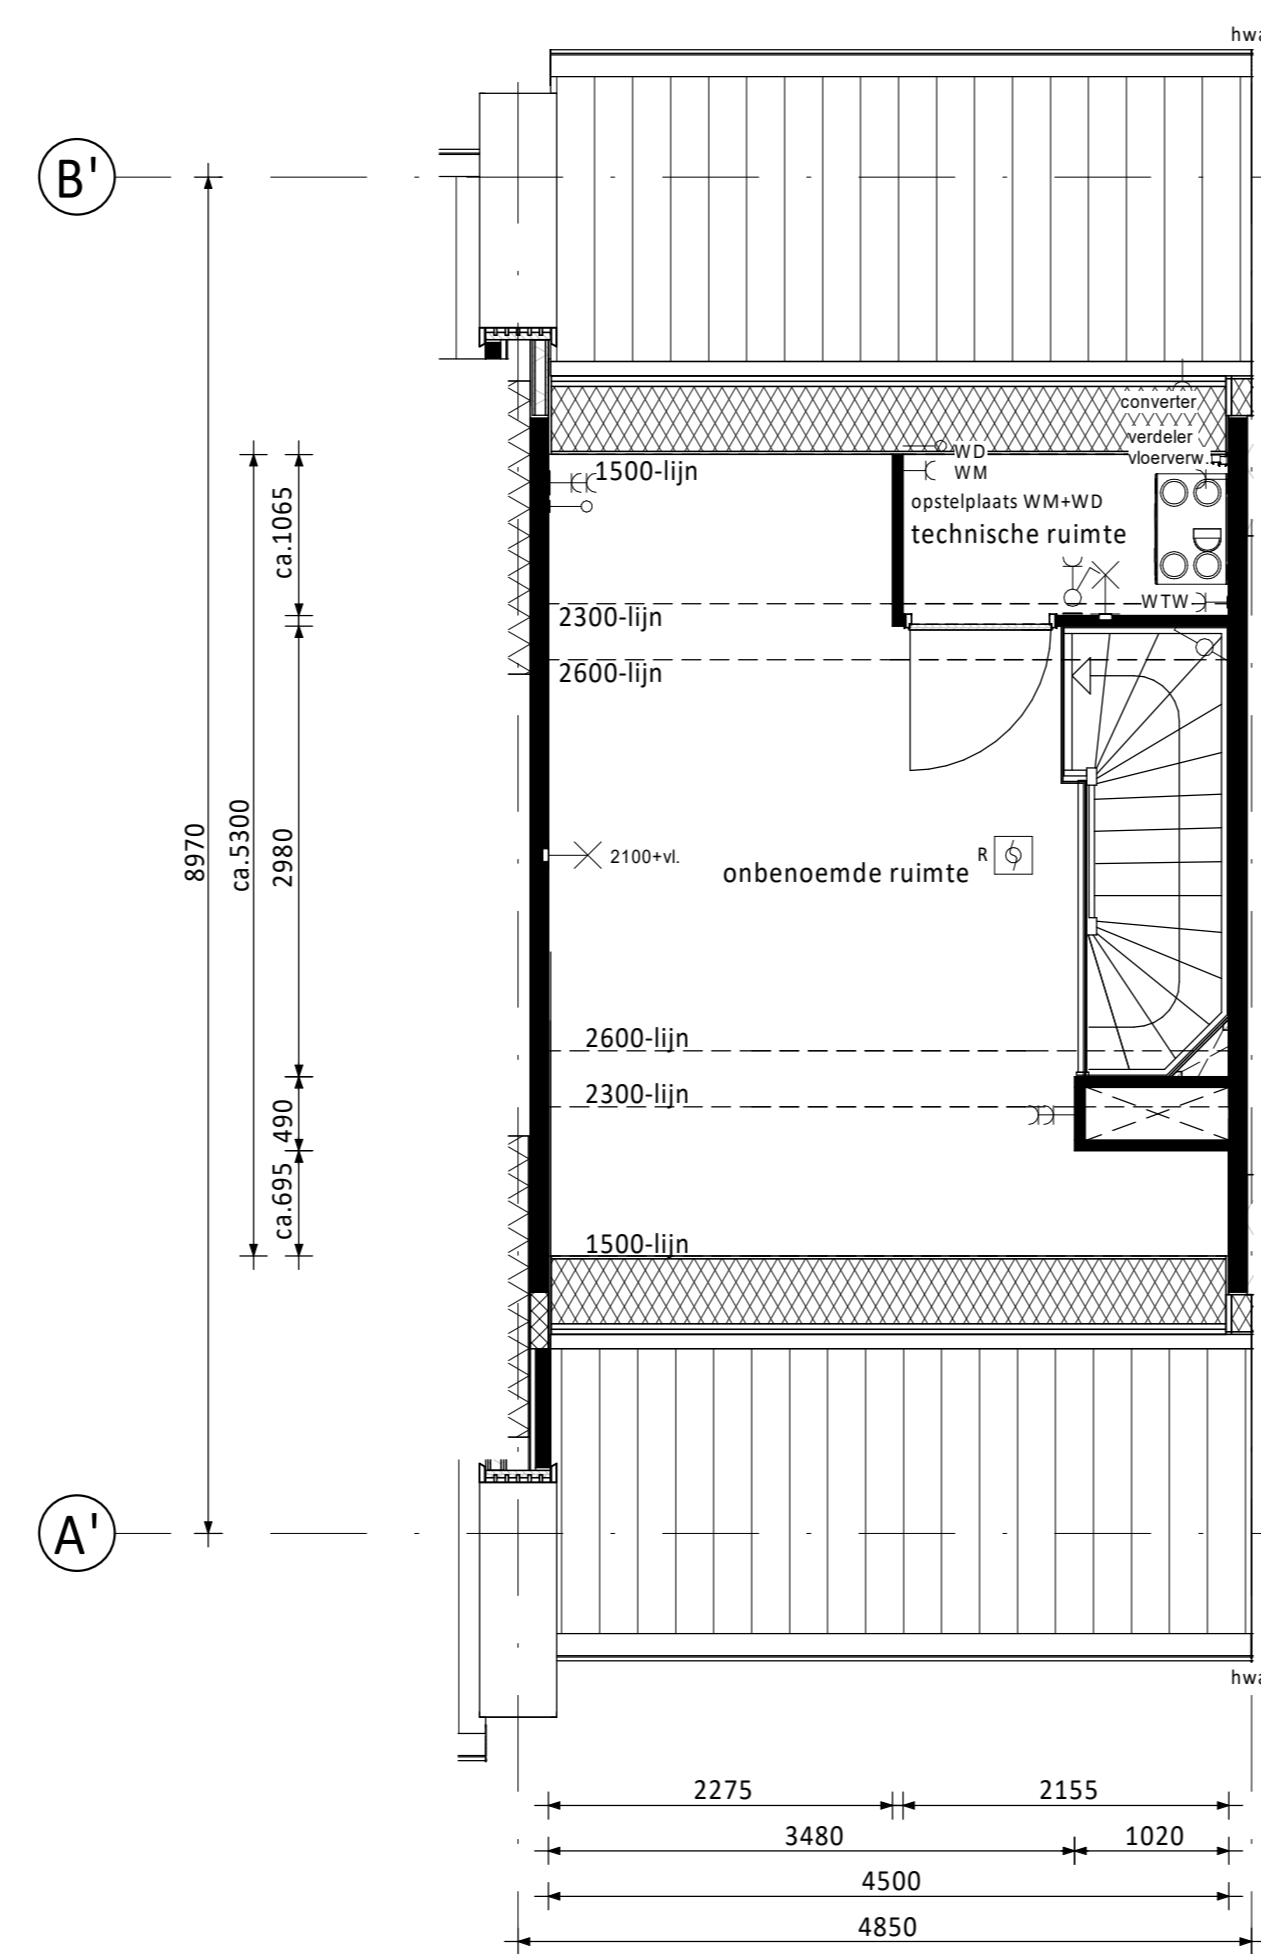 hwa
B'
converter
verdeler
vloerverw.
WD
WM
1500-lijn
opstelplaats WM+WD
technische ruimte
ca.1065
WTW
2300-lijn
2600-lijn
8970
ca.5300
2980
2100+vl.
onbenoemde ruimte
R
2600-lijn
2300-lijn
490
ca.695
1500-lijn
A'
hwa
2275
2155
3480
1020
4500
4850